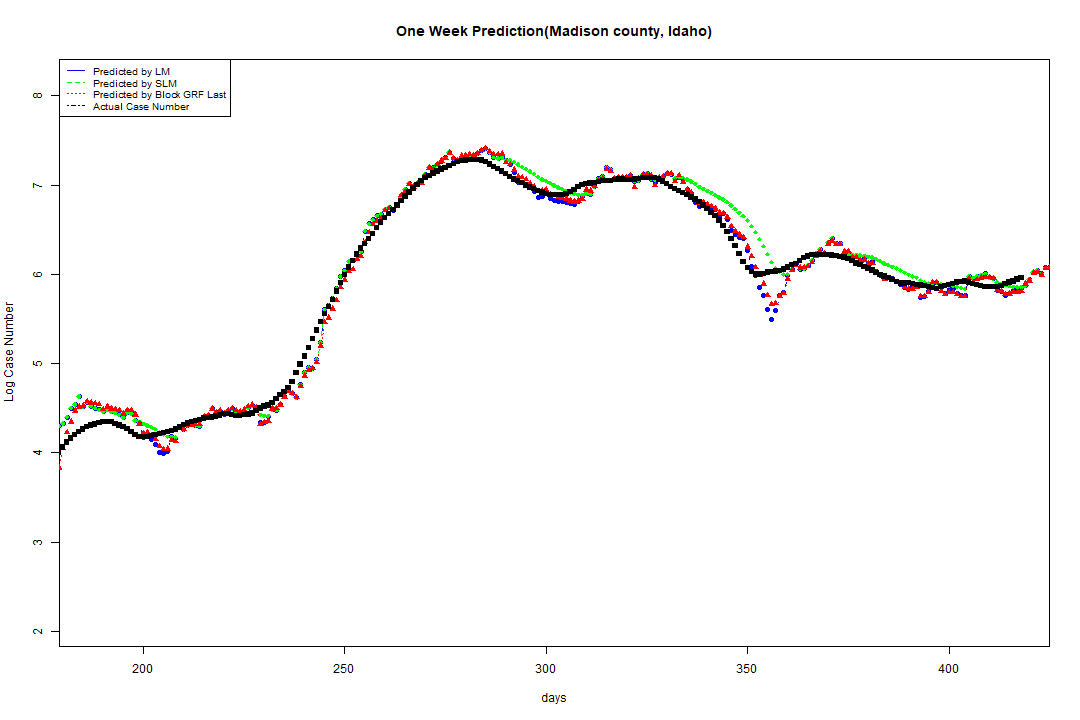 One Week Prediction(Madison county, Idaho)
Predicted by LM
Predicted by SLM
Predicted by Block GRF Last
Actual Case Number
8
7
6
5
4
3
2
Log Case Number
200 250 300 350 400
days